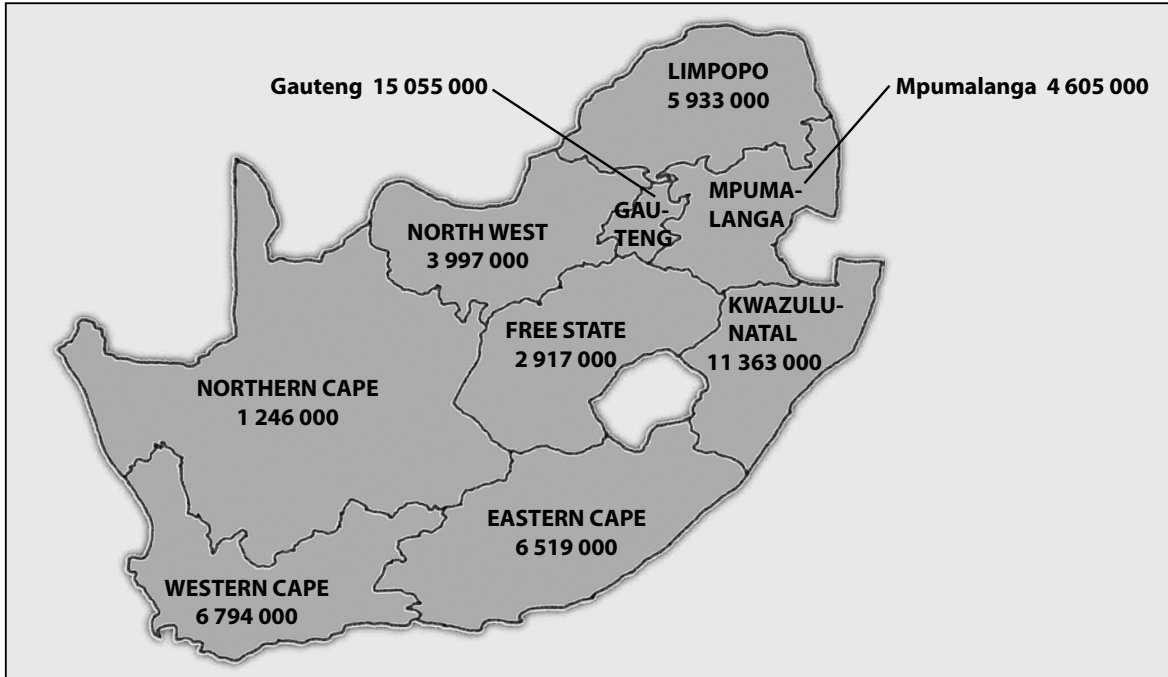 LIMPOPO
5 933 000
Gauteng 15 055 000
Mpumalanga 4 605 000
MPUMA-
LANGA
GAU-
TENG
NORTH WEST
3 997 000
KWAZULU-
NATAL
11 363 000
FREE STATE
2 917 000
NORTHERN CAPE
1 246 000
EASTERN CAPE
6 519 000
WESTERN CAPE
6 794 000